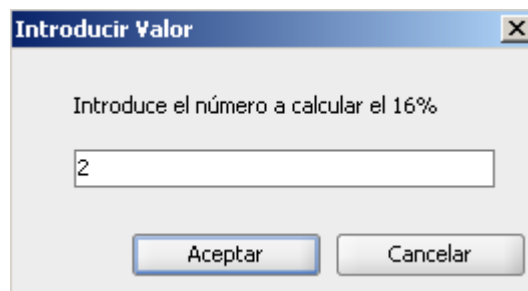 Introducir Valor
Introduce el número a calcular el 16%
2
Aceptar Cancelar